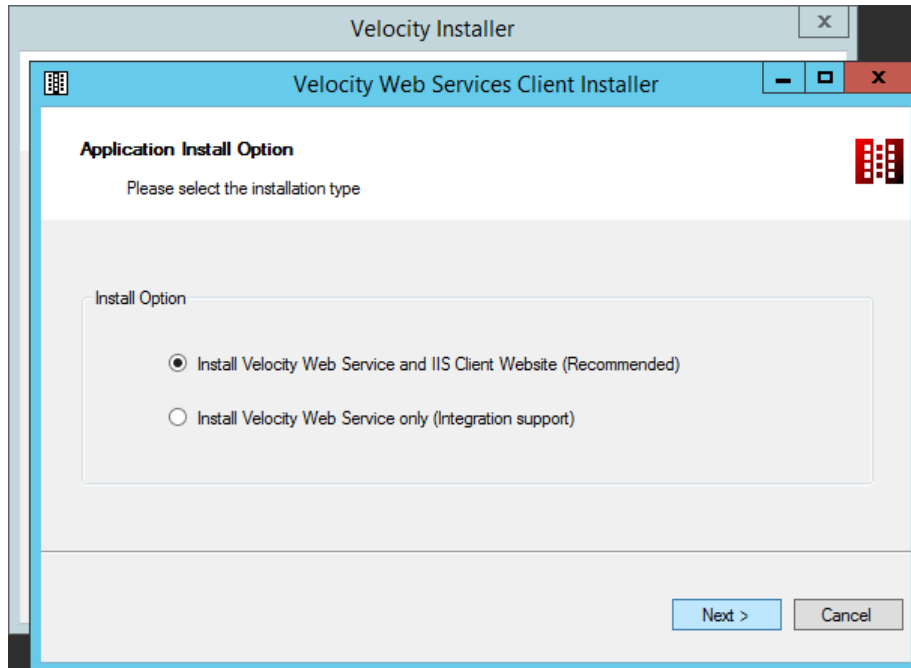 Velocity Installer
x
Velocity Web Services Client Installer
x
Application Install Option
Please select the installation type
Install Option
Install Velocity Web Service and IIS Client Website (Recommended)
Install Velocity Web Service only (Integration support)
Next >
Cancel